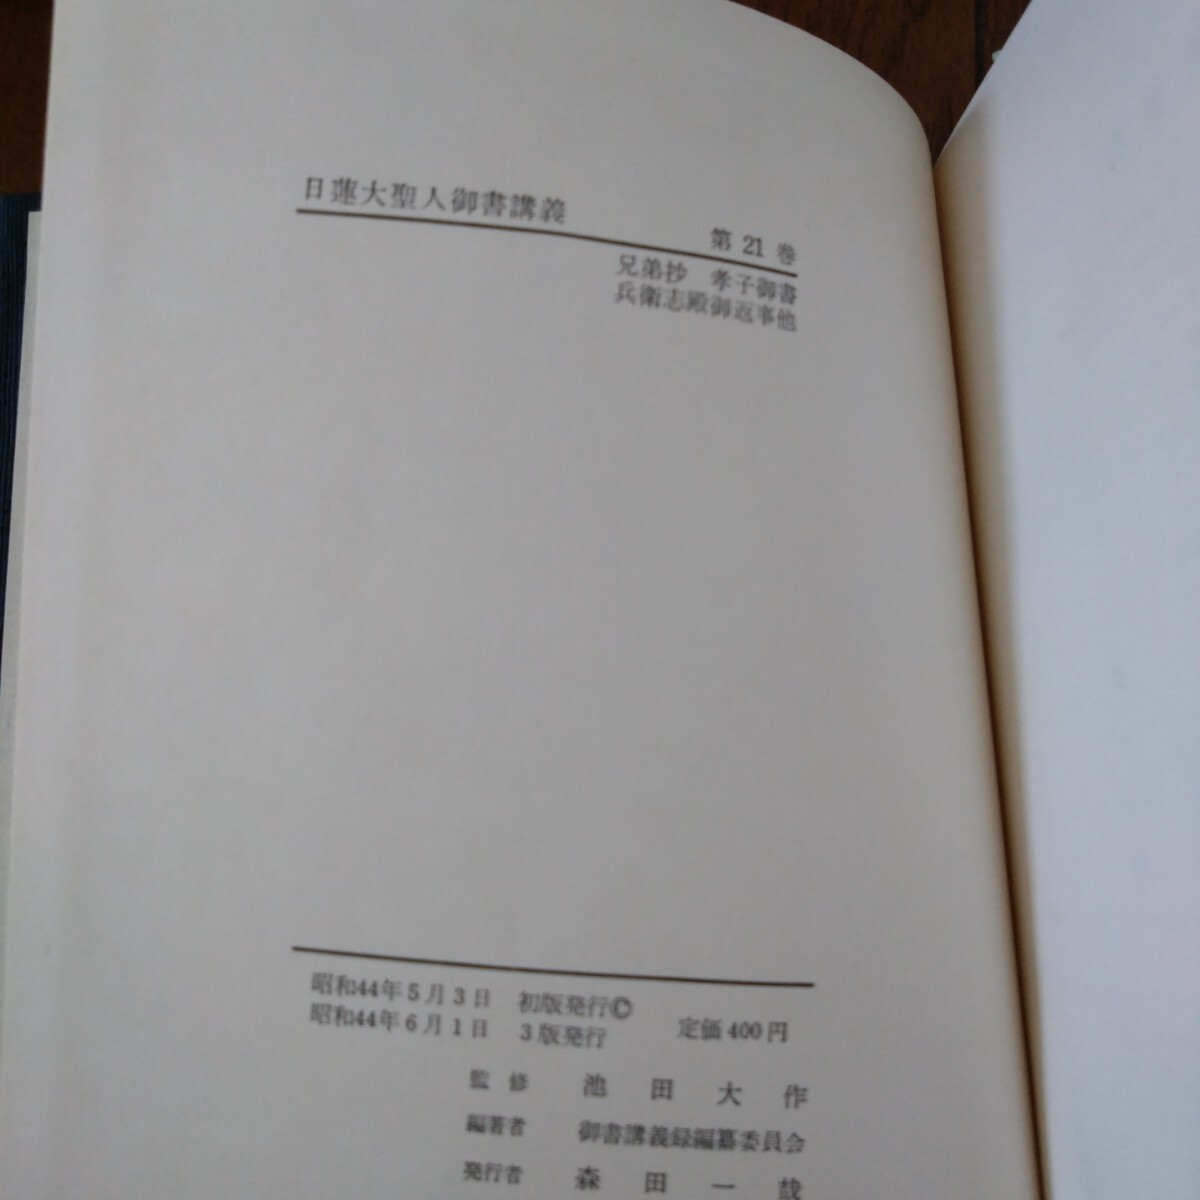 日蓮大聖人御書講義
第 21 巻
兄弟抄 孝子御書
兵衛志殿御返事他
昭和44年5月3日 初版発行©
昭和44年6月1日 3版発行
定価 400円
監修 池田大作
編著者 御書講義録編纂委員会
発行者 森田一哉